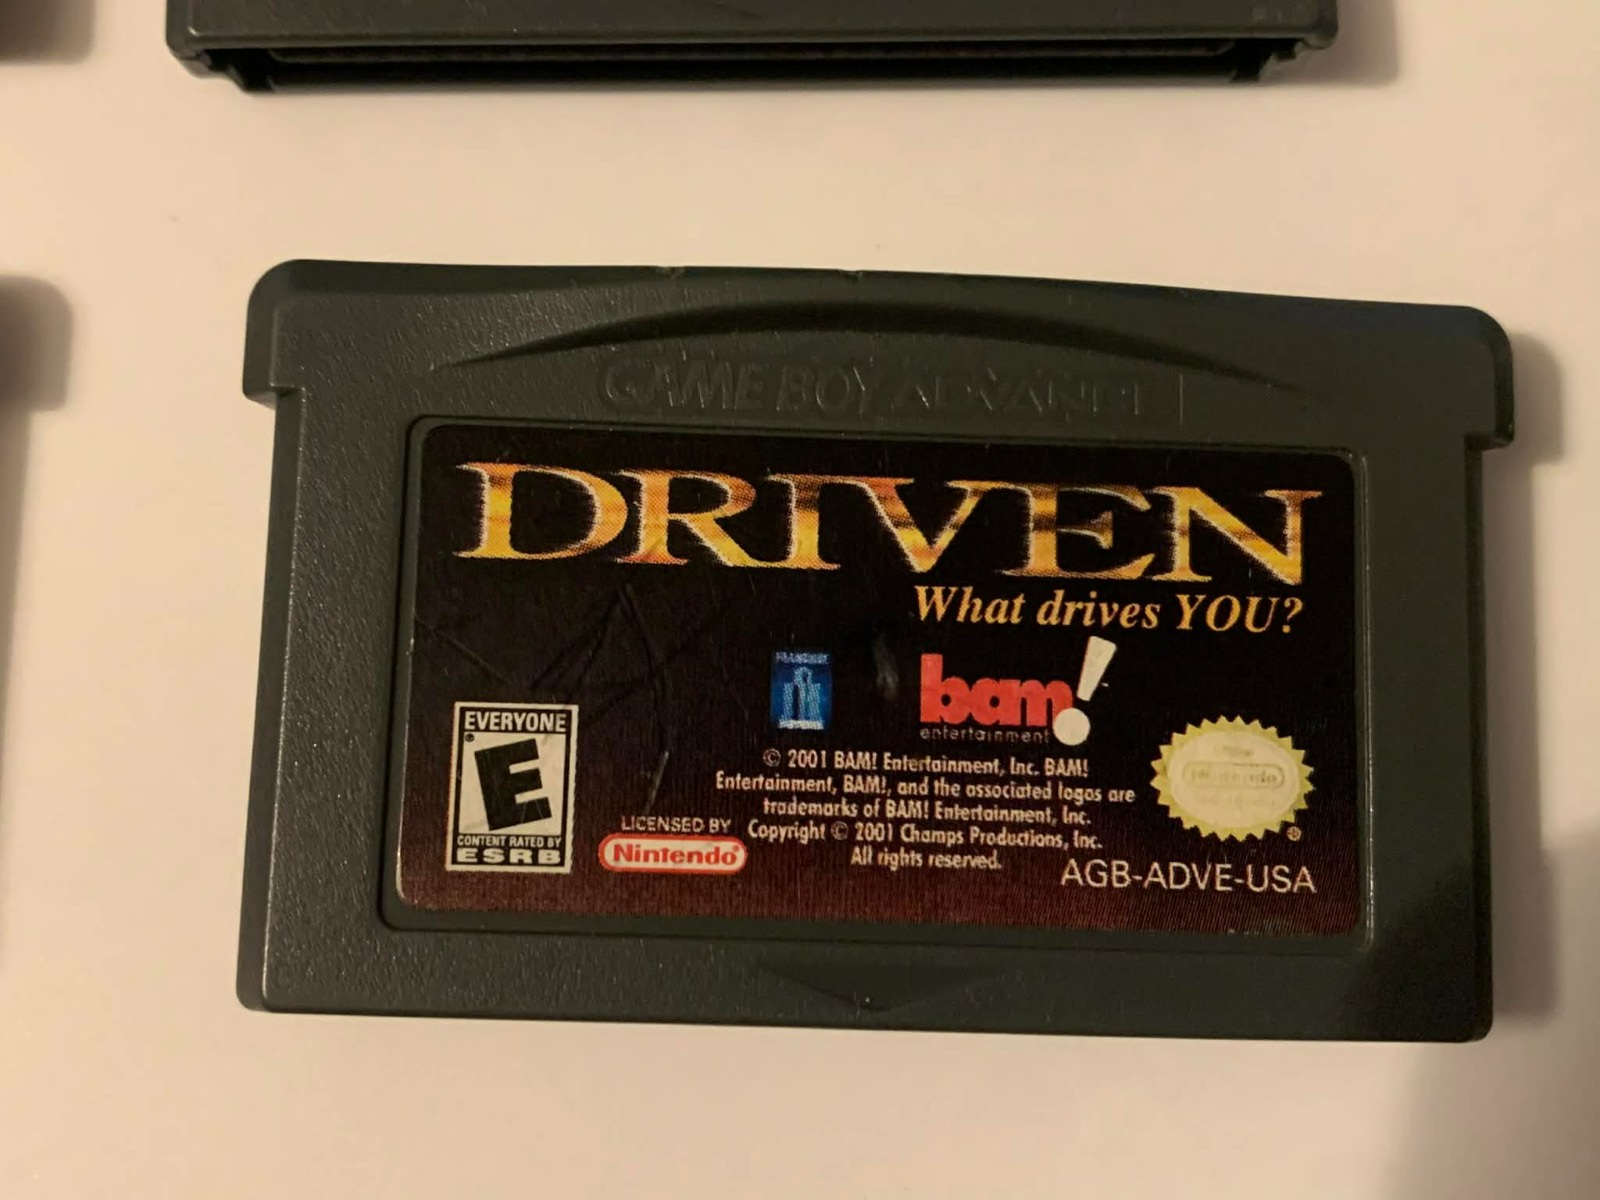 GAME BOY ADVANCE
DRIVEN
What drives YOU?
FRANCHISE
bam!
entertainment
EVERYONE
E
CONTENT RATED BY
ESRB
LICENSED BY
Nintendo
© 2001 BAM! Entertainment, Inc. BAM!
Entertainment, BAM!, and the associated logos are
trademarks of BAM! Entertainment, Inc.
Copyright © 2001 Champs Productions, Inc.
All rights reserved.
Nintendo
®
AGB-ADVE-USA